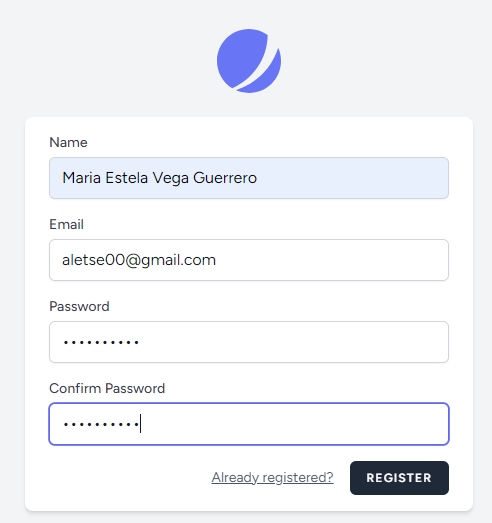 Name
Maria Estela Vega Guerrero
Email
aletse00@gmail.com
Password
••••••••••
Confirm Password
••••••••••
Already registered? REGISTER